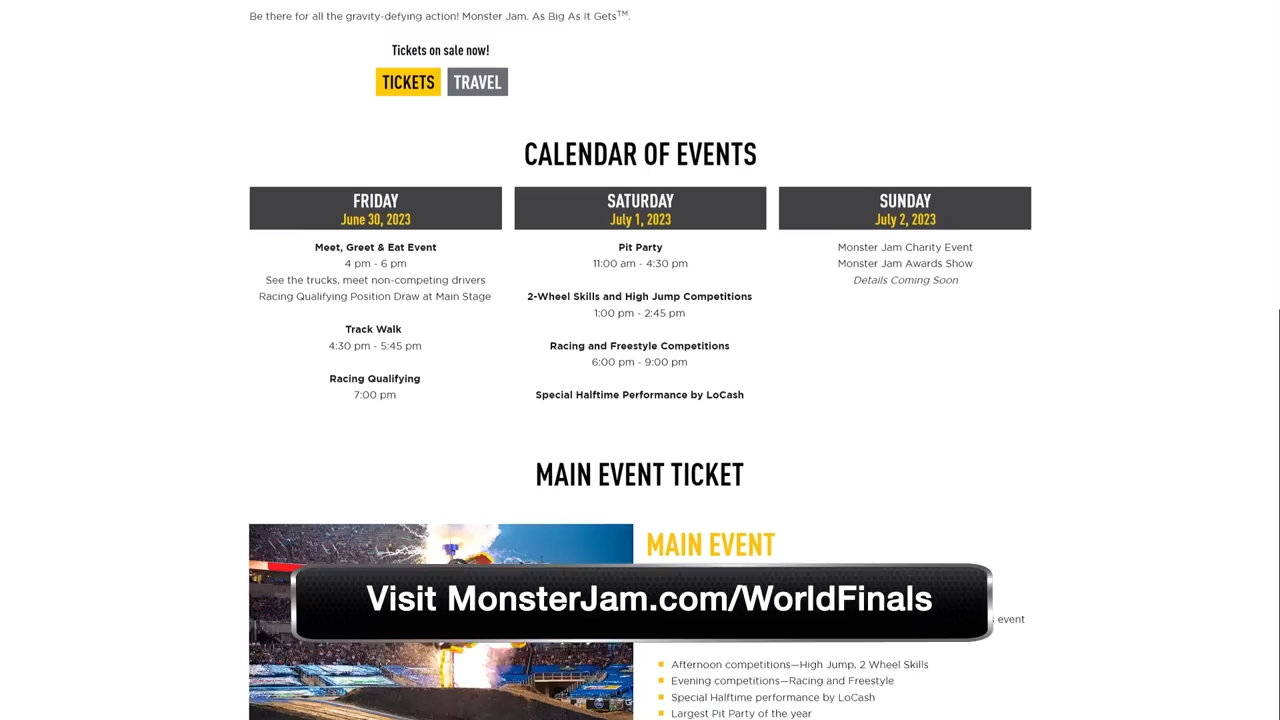 Be there for all the gravity-defying action! Monster Jam. As Big As it Gets™.
Tickets on sale now!
TICKETS TRAVEL
CALENDAR OF EVENTS
FRIDAY
June 30, 2023
Meet, Greet & Eat Event
4 pm - 6 pm
See the trucks, meet non-competing drivers
Racing Qualifying Position Draw at Main Stage
Track Walk
4:30 pm - 5:45 pm
Racing Qualifying
7:00 pm
SATURDAY
July 1, 2023
Pit Party
11:00 am - 4:30 pm
2-Wheel Skills and High Jump Competitions
1:00 pm - 2:45 pm
Racing and Freestyle Competitions
6:00 pm - 9:00 pm
Special Halftime Performance by LoCash
SUNDAY
July 2, 2023
Monster Jam Charity Event
Monster Jam Awards Show
Details Coming Soon
MAIN EVENT TICKET
MAIN EVENT
Visit MonsterJam.com/WorldFinals
event
Afternoon competitions—High Jump, 2 Wheel Skills
Evening competitions—Racing and Freestyle
Special Halftime performance by LoCash
Largest Pit Party of the year